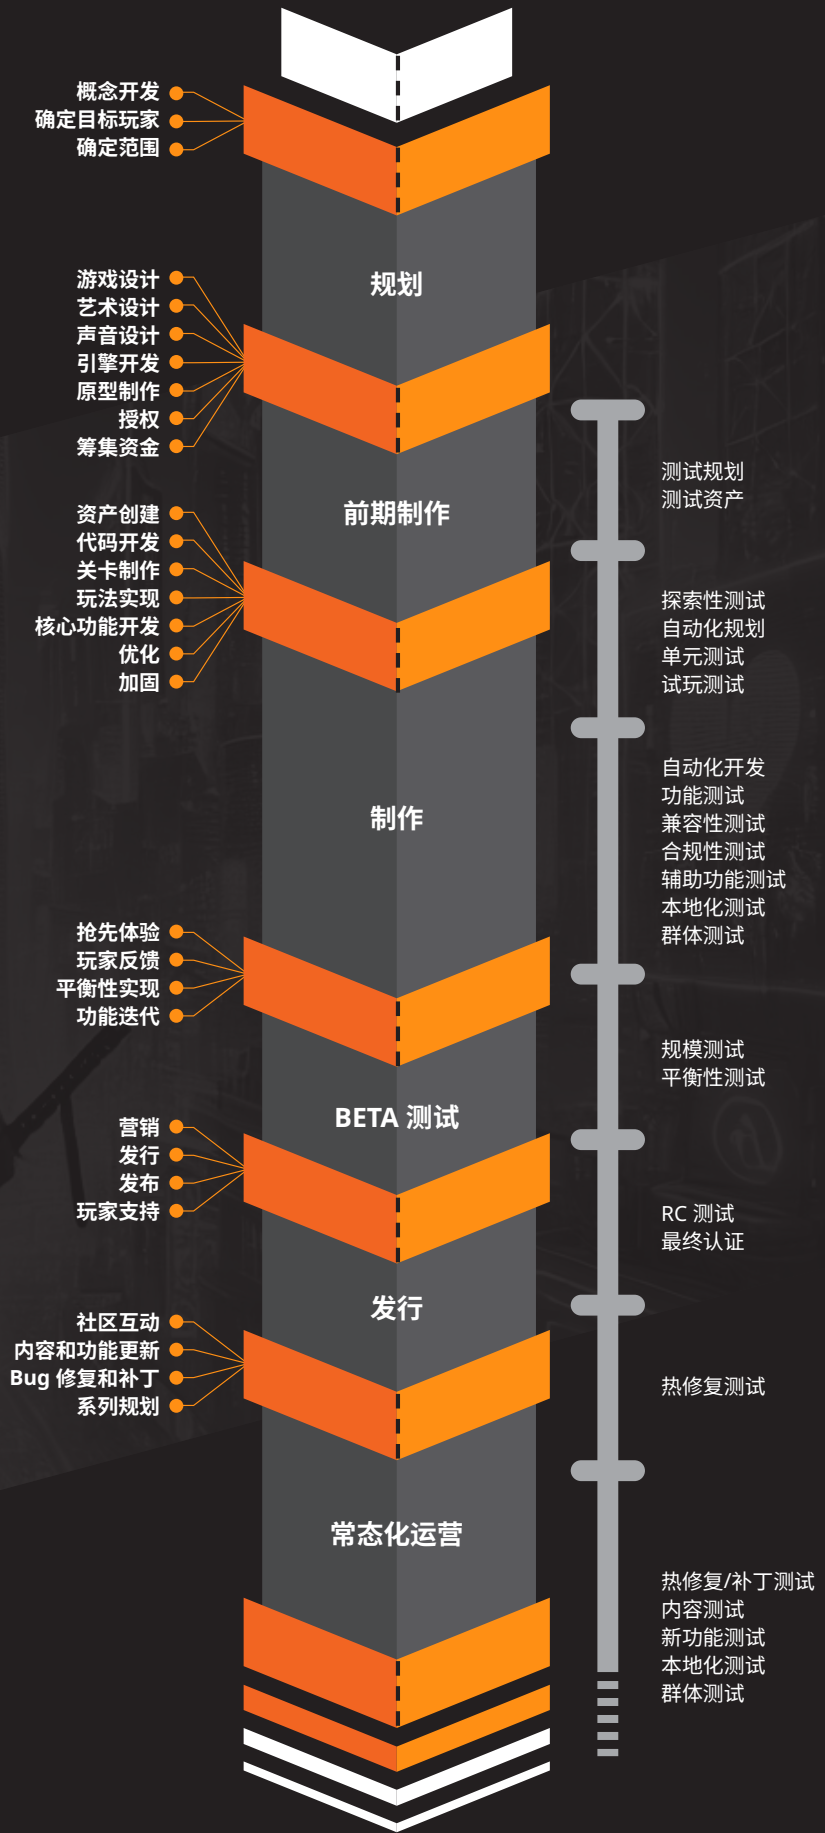 概念开发
确定目标玩家
确定范围
规划
游戏设计
艺术设计
声音设计
引擎开发
原型制作
授权
筹集资金
前期制作
测试规划
测试资产
资产创建
代码开发
关卡制作
玩法实现
核心功能开发
优化
加固
探索性测试
自动化规划
单元测试
试玩测试
制作
自动化开发
功能测试
兼容性测试
合规性测试
辅助功能测试
本地化测试
群体测试
抢先体验
玩家反馈
平衡性实现
功能迭代
BETA 测试
规模测试
平衡性测试
营销
发行
发布
玩家支持
发行
RC 测试
最终认证
社区互动
内容和功能更新
Bug 修复和补丁
系列规划
热修复测试
常态化运营
热修复/补丁测试
内容测试
新功能测试
本地化测试
群体测试